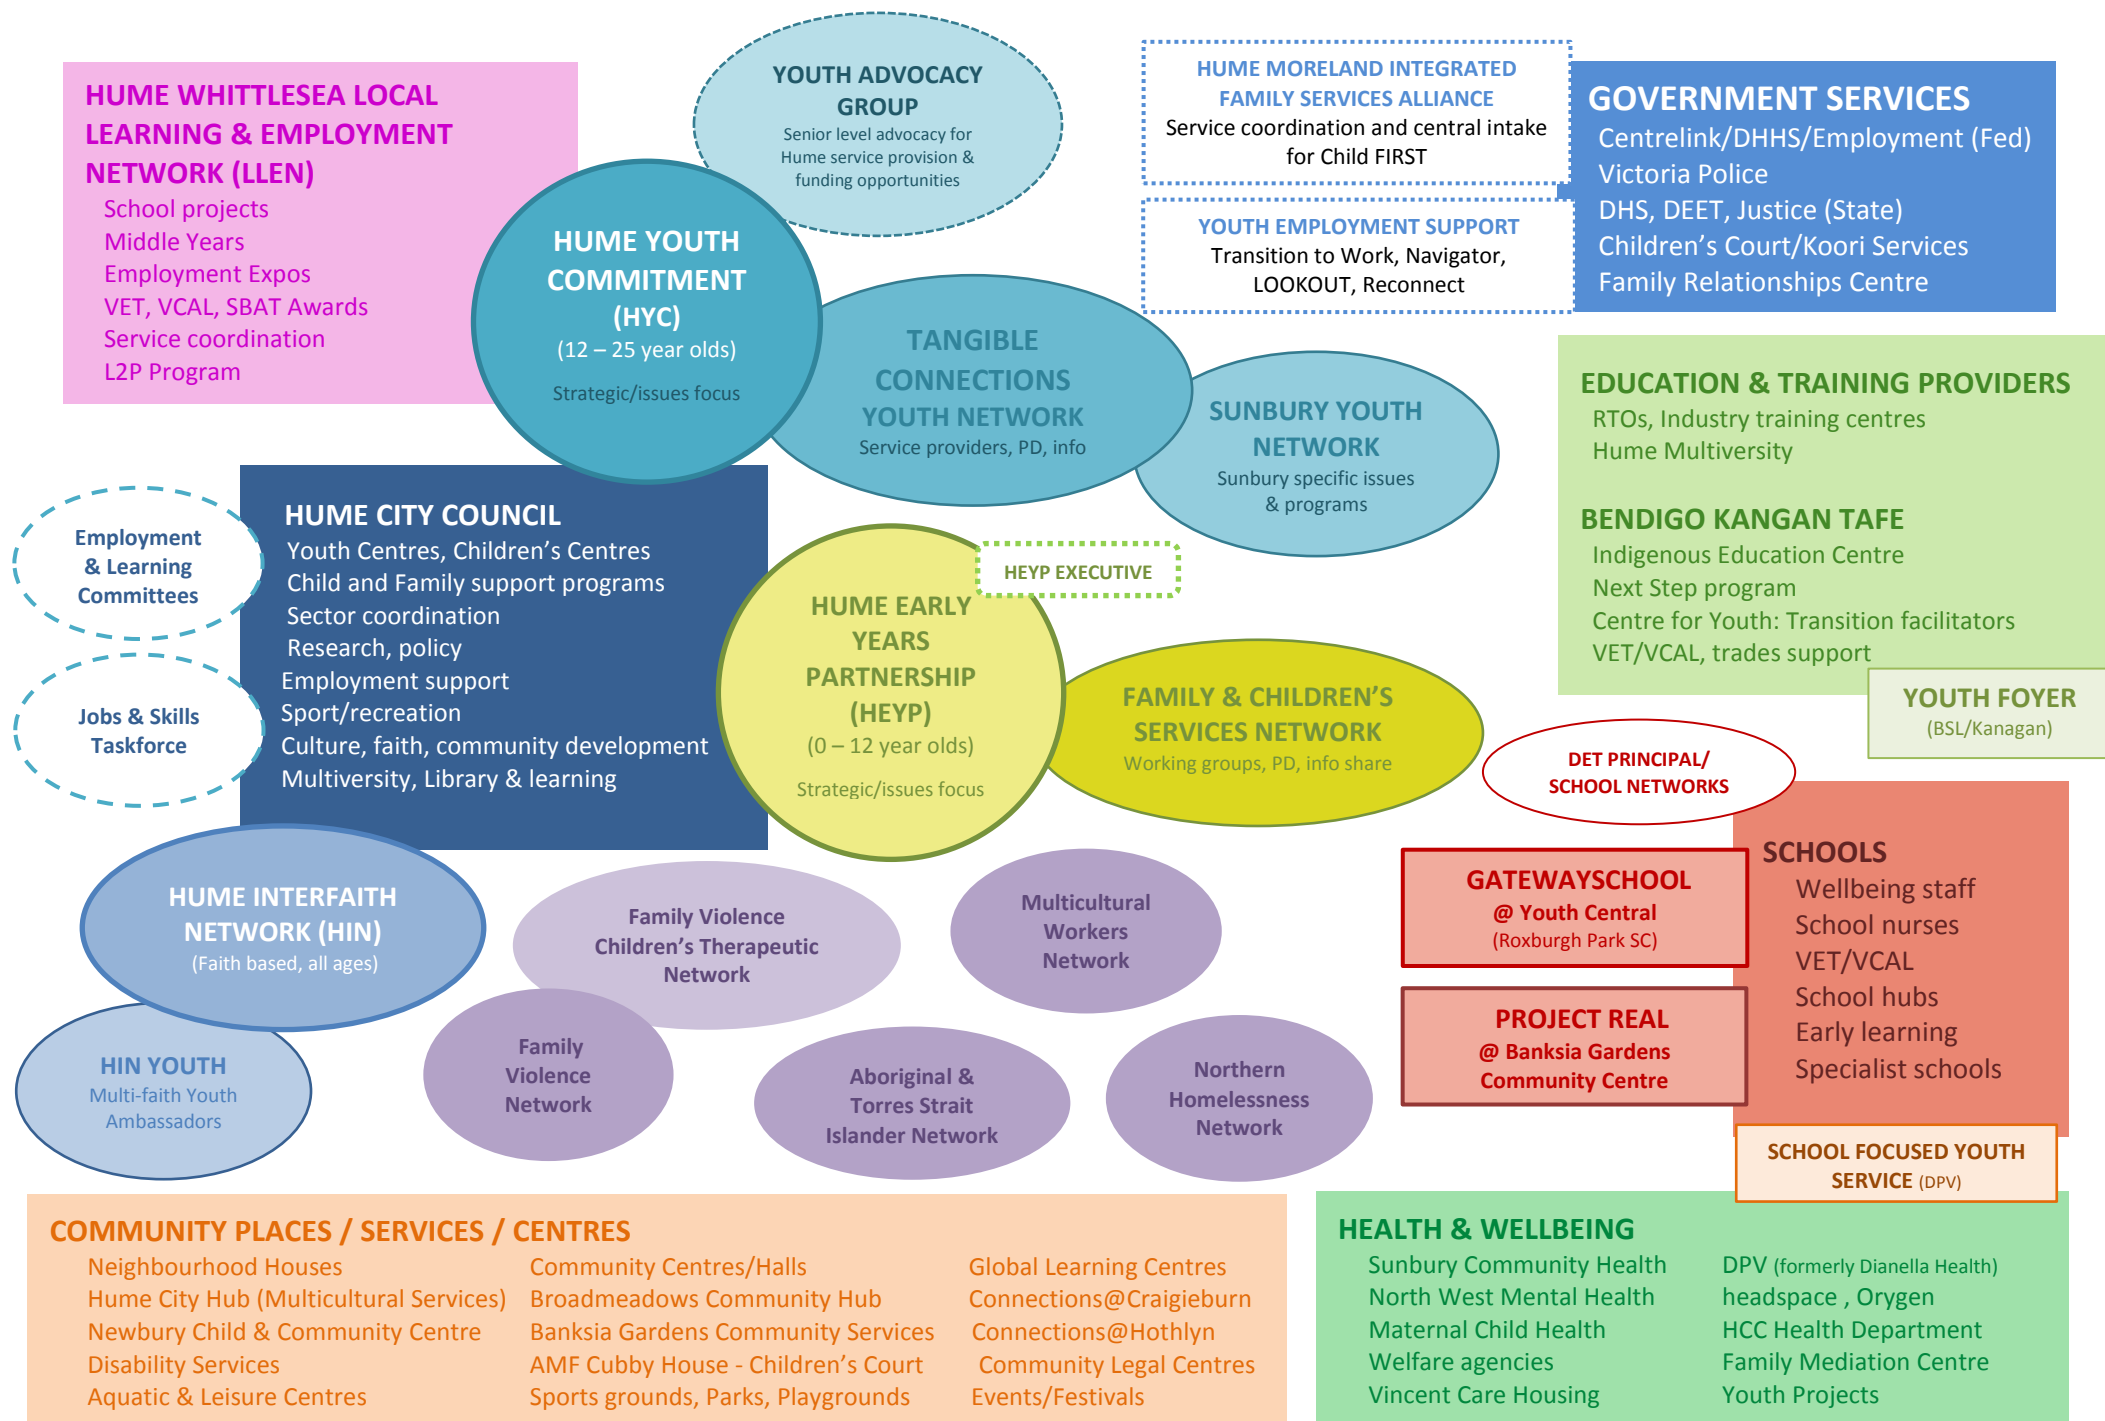 HUME WHITTLESEA LOCAL
LEARNING & EMPLOYMENT
NETWORK (LLEN)
School projects
Middle Years
Employment Expos
VET, VCAL, SBAT Awards
Service coordination
L2P Program
YOUTH ADVOCACY
GROUP
Senior level advocacy for
Hume service provision &
funding opportunities
HUME YOUTH
COMMITMENT
(HYC)
(12 – 25 year olds)
Strategic/issues focus
TANGIBLE
CONNECTIONS
YOUTH NETWORK
Service providers, PD, info
SUNBURY YOUTH
NETWORK
Sunbury specific issues
& programs
HUME MORELAND INTEGRATED
FAMILY SERVICES ALLIANCE
Service coordination and central intake
for Child FIRST
YOUTH EMPLOYMENT SUPPORT
Transition to Work, Navigator,
LOOKOUT, Reconnect
GOVERNMENT SERVICES
Centrelink/DHHS/Employment (Fed)
Victoria Police
DHS, DEET, Justice (State)
Children’s Court/Koori Services
Family Relationships Centre
EDUCATION & TRAINING PROVIDERS
RTOs, Industry training centres
Hume Multiversity
BENDIGO KANGAN TAFE
Indigenous Education Centre
Next Step program
Centre for Youth: Transition facilitators
VET/VCAL, trades support
YOUTH FOYER
(BSL/Kanagan)
Employment
& Learning
Committees
Jobs & Skills
Taskforce
HUME CITY COUNCIL
Youth Centres, Children’s Centres
Child and Family support programs
Sector coordination
Research, policy
Employment support
Sport/recreation
Culture, faith, community development
Multiversity, Library & learning
HEYP EXECUTIVE
HUME EARLY
YEARS
PARTNERSHIP
(HEYP)
(0 – 12 year olds)
Strategic/issues focus
FAMILY & CHILDREN’S
SERVICES NETWORK
Working groups, PD, info share
DET PRINCIPAL/
SCHOOL NETWORKS
SCHOOLS
Wellbeing staff
School nurses
VET/VCAL
School hubs
Early learning
Specialist schools
GATEWAYSCHOOL
@ Youth Central
(Roxburgh Park SC)
PROJECT REAL
@ Banksia Gardens
Community Centre
SCHOOL FOCUSED YOUTH
SERVICE (DPV)
HUME INTERFAITH
NETWORK (HIN)
(Faith based, all ages)
HIN YOUTH
Multi-faith Youth
Ambassadors
Family Violence
Children’s Therapeutic
Network
Family
Violence
Network
Multicultural
Workers
Network
Aboriginal &
Torres Strait
Islander Network
Northern
Homelessness
Network
COMMUNITY PLACES / SERVICES / CENTRES
Neighbourhood Houses
Hume City Hub (Multicultural Services)
Newbury Child & Community Centre
Disability Services
Aquatic & Leisure Centres
Community Centres/Halls
Broadmeadows Community Hub
Banksia Gardens Community Services
AMF Cubby House - Children’s Court
Sports grounds, Parks, Playgrounds
Global Learning Centres
Connections@Craigieburn
Connections@Hothlyn
Community Legal Centres
Events/Festivals
HEALTH & WELLBEING
Sunbury Community Health
North West Mental Health
Maternal Child Health
Welfare agencies
Vincent Care Housing
DPV (formerly Dianella Health)
headspace , Orygen
HCC Health Department
Family Mediation Centre
Youth Projects